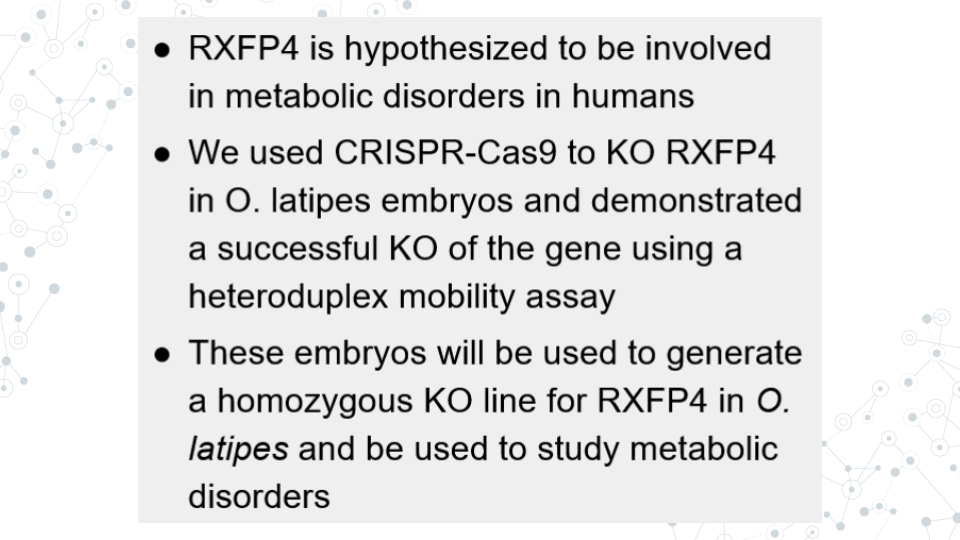 ● RXFP4 is hypothesized to be involved
in metabolic disorders in humans
● We used CRISPR-Cas9 to KO RXFP4
in O. latipes embryos and demonstrated
a successful KO of the gene using a
heteroduplex mobility assay
● These embryos will be used to generate
a homozygous KO line for RXFP4 in O.
latipes and be used to study metabolic
disorders